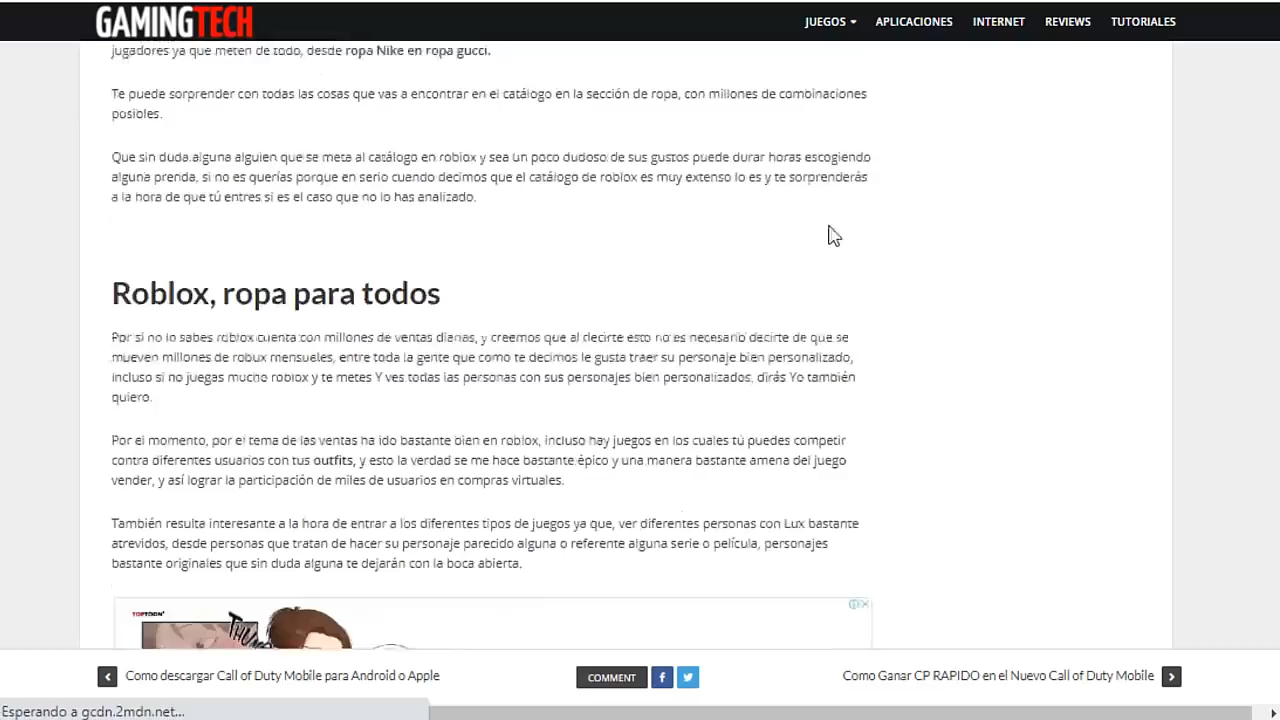 GAMINGTECH
JUEGOS APLICACIONES INTERNET REVIEWS TUTORIALES
jugadores ya que meten de todo, desde ropa Nike en ropa gucci.
Te puede sorprender con todas las cosas que vas a encontrar en el catálogo en la sección de ropa, con millones de combinaciones
posibles.
Que sin duda alguna alguien que se meta al catálogo en roblox y sea un poco dudoso de sus gustos puede durar horas escogiendo
alguna prenda, si no es querías porque en serio cuando decimos que el catálogo de roblox es muy extenso lo es y te sorprenderás
a la hora de que tú entres si es el caso que no lo has analizado.
Roblox, ropa para todos
Por si no lo sabes roblox cuenta con millones de ventas diarias, y creemos que al decirte esto no es necesario decirte de que se
mueven millones de robux mensuales, entre toda la gente que como te decimos le gusta traer su personaje bien personalizado,
incluso si no juegas mucho roblox y te metes Y ves todas las personas con sus personajes bien personalizados, dirás Yo también
quiero.
Por el momento, por el tema de las ventas ha ido bastante bien en roblox, incluso hay juegos en los cuales tú puedes competir
contra diferentes usuarios con tus outfits, y esto la verdad se me hace bastante épico y una manera bastante amena del juego
vender, y así lograr la participación de miles de usuarios en compras virtuales.
También resulta interesante a la hora de entrar a los diferentes tipos de juegos ya que, ver diferentes personas con Lux bastante
atrevidos, desde personas que tratan de hacer su personaje parecido alguna o referente alguna serie o película, personajes
bastante originales que sin duda alguna te dejarán con la boca abierta.
TOPTOON
Como descargar Call of Duty Mobile para Android o Apple
COMMENT
Como Ganar CP RAPIDO en el Nuevo Call of Duty Mobile
Esperando a gcdn.2mdn.net...